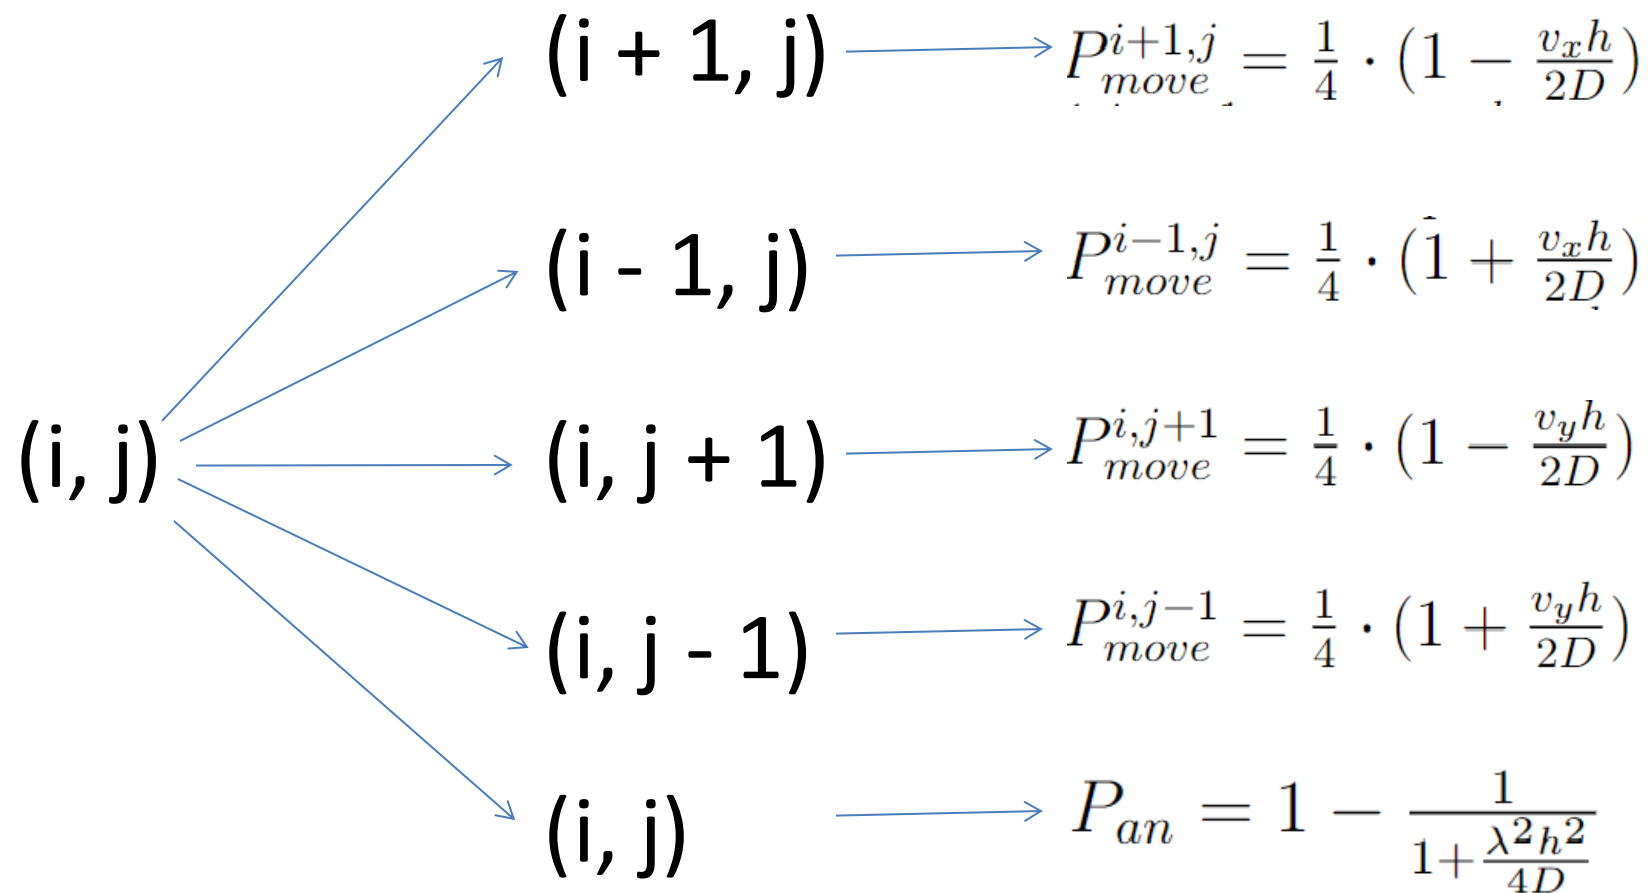 (i + 1, j) P_{move}^{i+1,j} = \frac{1}{4} \cdot (1 - \frac{v_x h}{2D})
(i - 1, j) P_{move}^{i-1,j} = \frac{1}{4} \cdot (1 + \frac{v_x h}{2D})
(i, j) (i, j + 1) P_{move}^{i,j+1} = \frac{1}{4} \cdot (1 - \frac{v_y h}{2D})
(i, j - 1) P_{move}^{i,j-1} = \frac{1}{4} \cdot (1 + \frac{v_y h}{2D})
(i, j) P_{an} = 1 - \frac{1}{1+\frac{λ^2 h^2}{4D}}